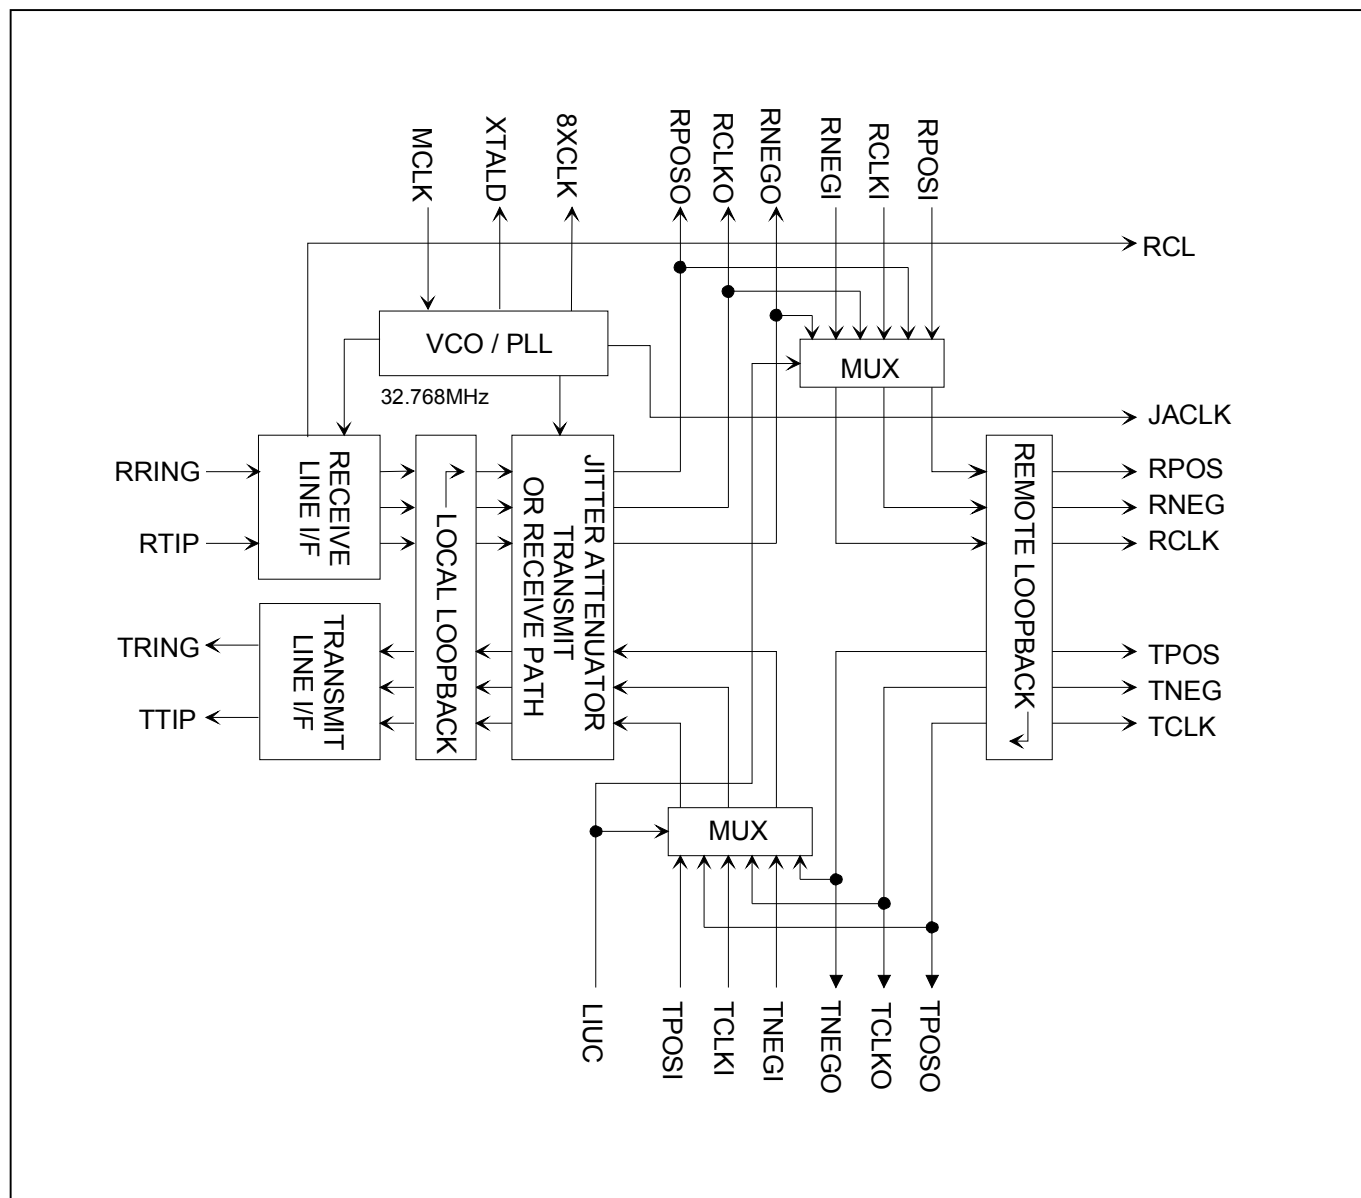 MCLK
XTALD
8XCLK
RPOSO
RCLKO
RNEGO
RNEGI
RCLKI
RPOSI
RCL
VCO / PLL
MUX
32.768MHz
JACLK
RRING
RTIP
RECEIVE
LINE I/F
LOCAL LOOPBACK
JITTER ATTENUATOR
TRANSMIT
OR RECEIVE PATH
REMOTE LOOPBACK
RPOS
RNEG
RCLK
TRING
TTIP
TRANSMIT
LINE I/F
TPOS
TNEG
TCLK
MUX
LIUC
TPOSI
TCLKI
TNEGI
TNEGO
TCLKO
TPOSO